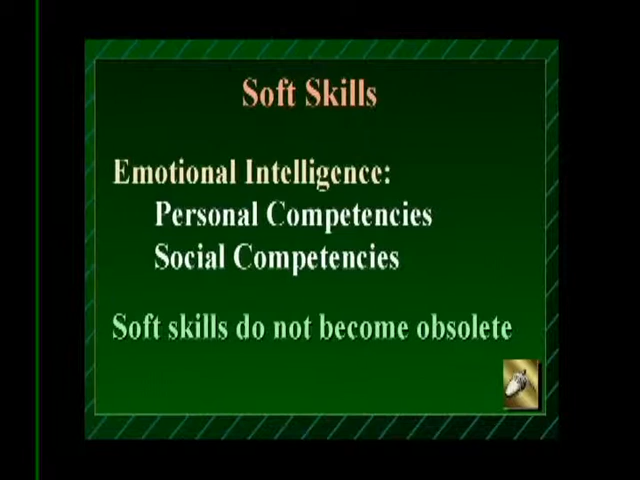 Soft Skills
Emotional Intelligence:
Personal Competencies
Social Competencies
Soft skills do not become obsolete